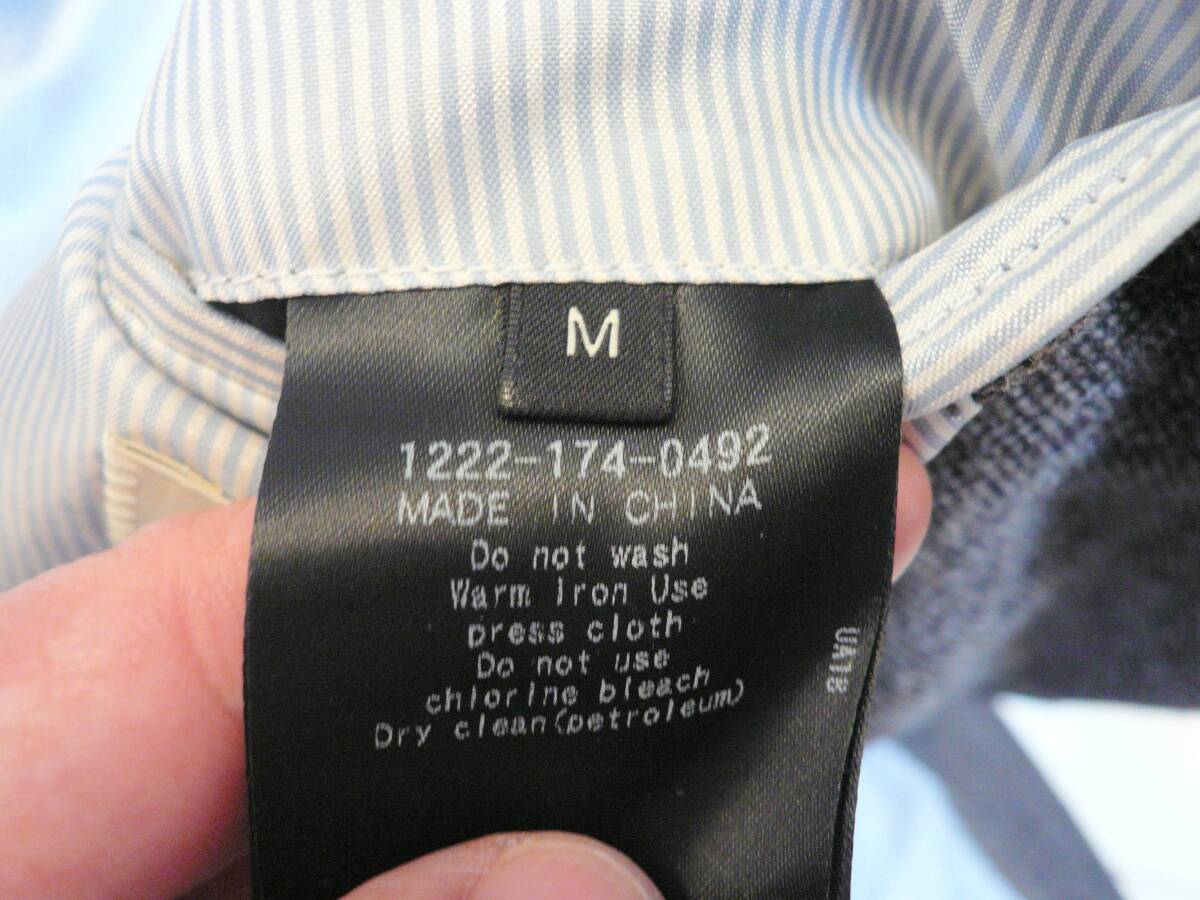 M
1222-174-0492
MADE IN CHINA
Do not wash
Warm Iron Use
press cloth
Do not use
chlorine bleach
Dry clean(petroleum)
UA18